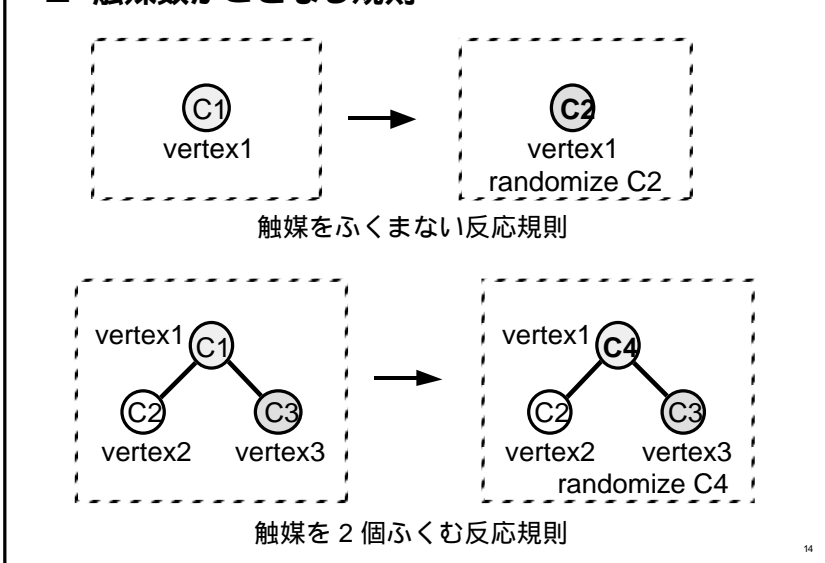 C1
vertex1
C2
vertex1
randomize C2
触媒をふくまない反応規則
vertex1
C1
C2
C3
vertex2
vertex3
vertex1
C4
C2
C3
vertex2
vertex3
randomize C4
触媒を 2 個ふくむ反応規則
14